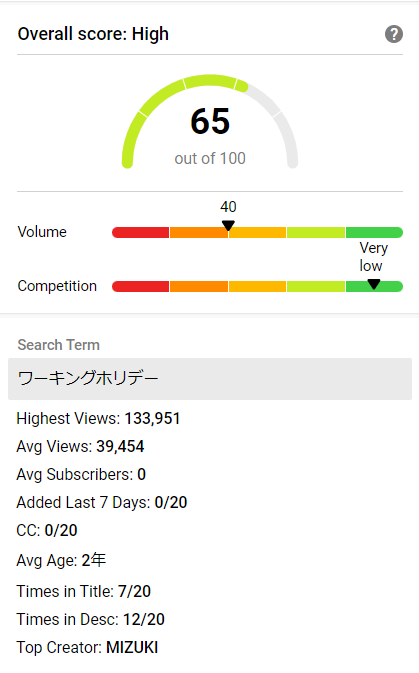 Overall score: High
?
65
out of 100
40
Volume
Very
low
Competition
Search Term
ワーキングホリデー
Highest Views: 133,951
Avg Views: 39,454
Avg Subscribers: 0
Added Last 7 Days: 0/20
CC: 0/20
Avg Age: 2年
Times in Title: 7/20
Times in Desc: 12/20
Top Creator: MIZUKI